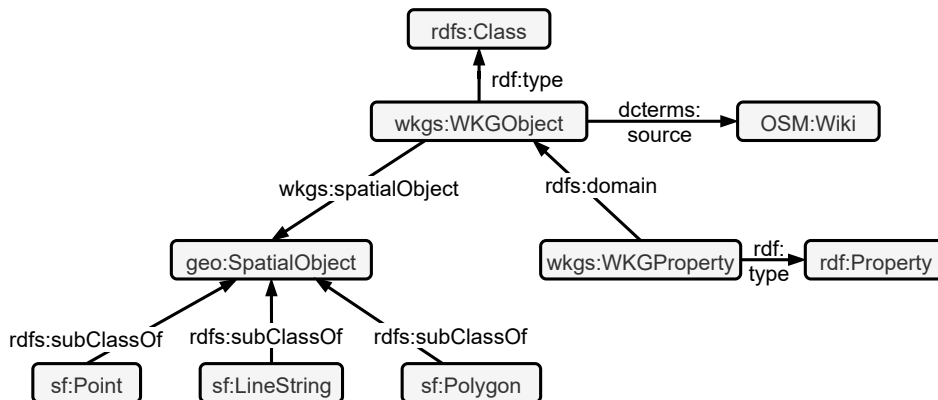 rdfs:Class
rdf:type
wkgs:WKGObject
dcterms:
source
OSM:Wiki
wkgs:spatialObject
rdfs:domain
geo:SpatialObject
wkgs:WKGProperty
rdf:
type
rdf:Property
rdfs:subClassOf
rdfs:subClassOf
rdfs:subClassOf
sf:Point
sf:LineString
sf:Polygon